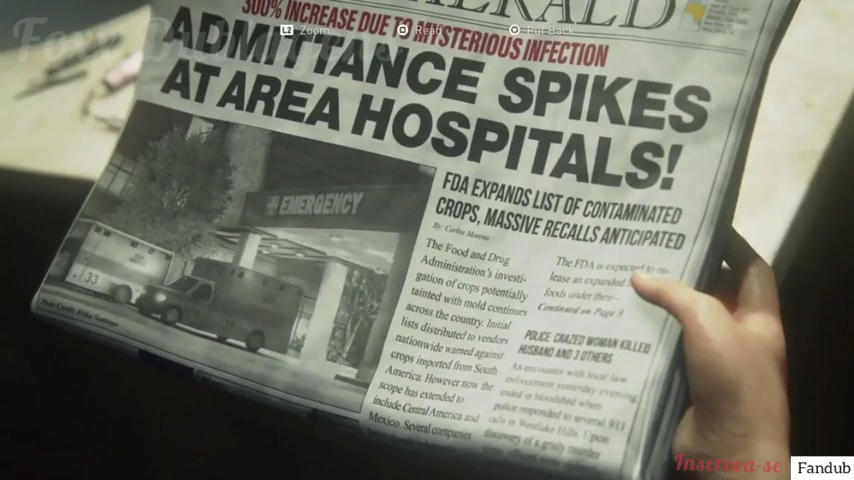 HERALD
300% INCREASE DUE TO MYSTERIOUS INFECTION
L2 Zoom
Read
Put Back
ADMITTANCE SPIKES
AT AREA HOSPITALS!
EMERGENCY
33
31
Photo Credit: Erika Santiago
FDA EXPANDS LIST OF CONTAMINATED
CROPS, MASSIVE RECALLS ANTICIPATED
By: Carlos Moreno
The Food and Drug
Administration's investi-
gation of crops potentially
tainted with mold continues
across the country. Initial
lists distributed to vendors
nationwide warned against
crops imported from South
America. However now the
scope has extended to
include Central America and
Mexico. Several companies
The FDA is expected to re-
lease an expanded
foods under their
Continued on Page 3
POLICE: CRAZED WOMAN KILLED
HUSBAND AND 3 OTHERS
An encounter with local law
enforcement yesterday evening
ended in bloodshed when
police responded to several 911
calls in Westlake Hills. Upon
discovery of a grisly murder
Inscreva-se
Fandub